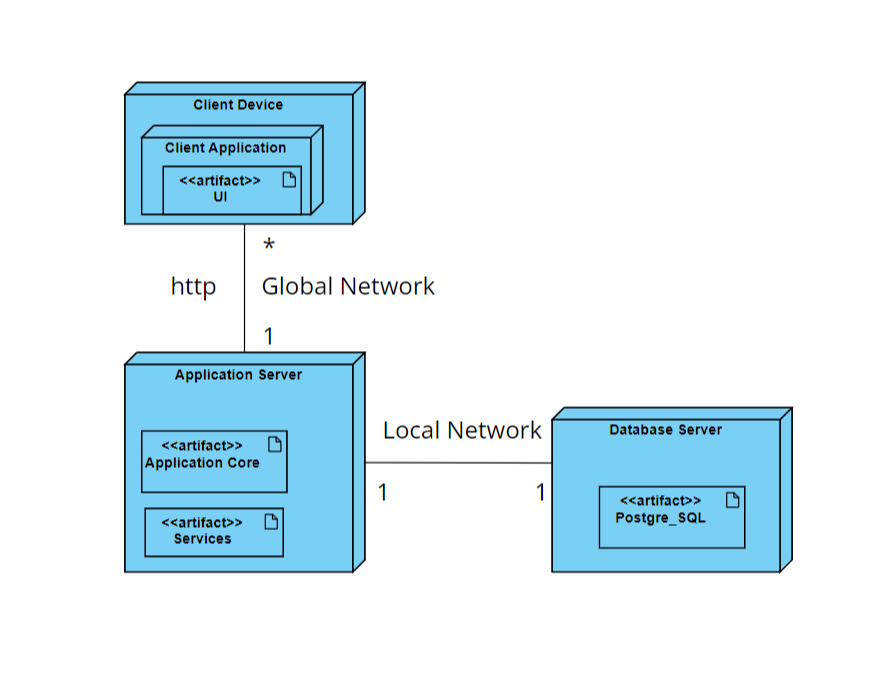 Client Device
Client Application
<<artifact>>
UI
*
http
Global Network
1
Application Server
<<artifact>>
Application Core
<<artifact>>
Services
Local Network
1
1
Database Server
<<artifact>>
Postgre_SQL